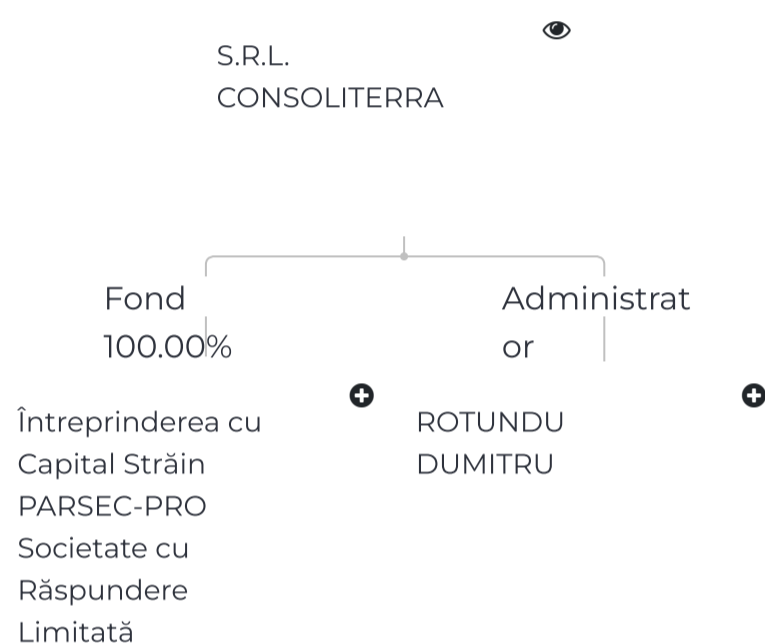 S.R.L.
CONSOLITERRA
Fond
100.00%
Administrat
or
Întreprinderea cu
Capital Străin
PARSEC-PRO
Societate cu
Răspundere
Limitată
ROTUNDU
DUMITRU